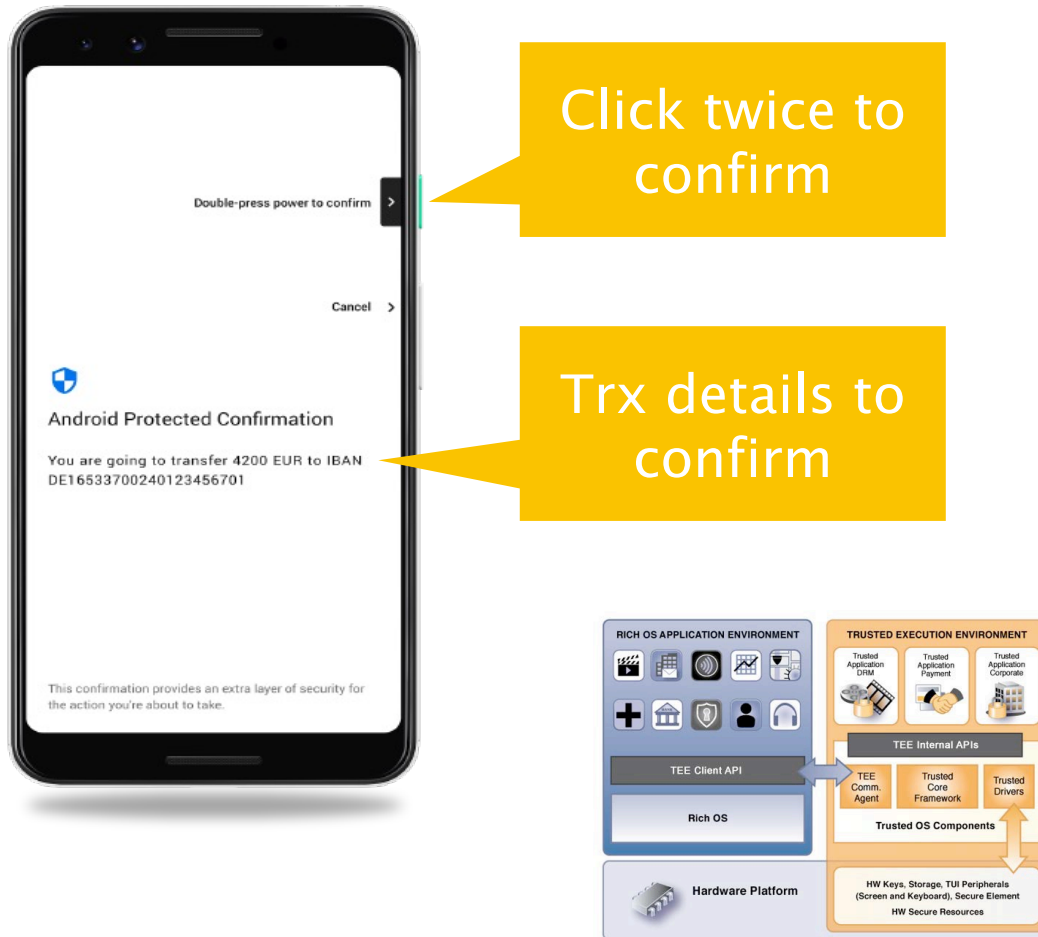 Double-press power to confirm
Cancel
Android Protected Confirmation
You are going to transfer 4200 EUR to IBAN
DE16533700240123456701
This confirmation provides an extra layer of security for
the action you're about to take.
Click twice to
confirm
Trx details to
confirm
RICH OS APPLICATION ENVIRONMENT
TEE Client API
Rich OS
TRUSTED EXECUTION ENVIRONMENT
Trusted
Application
DRM
Trusted
Application
Payment
Trusted
Application
Corporate
TEE Internal APIs
TEE
Comm.
Agent
Trusted
Core
Framework
Trusted
Drivers
Trusted OS Components
Hardware Platform
HW Keys, Storage, TUI Peripherals
(Screen and Keyboard), Secure Element
HW Secure Resources